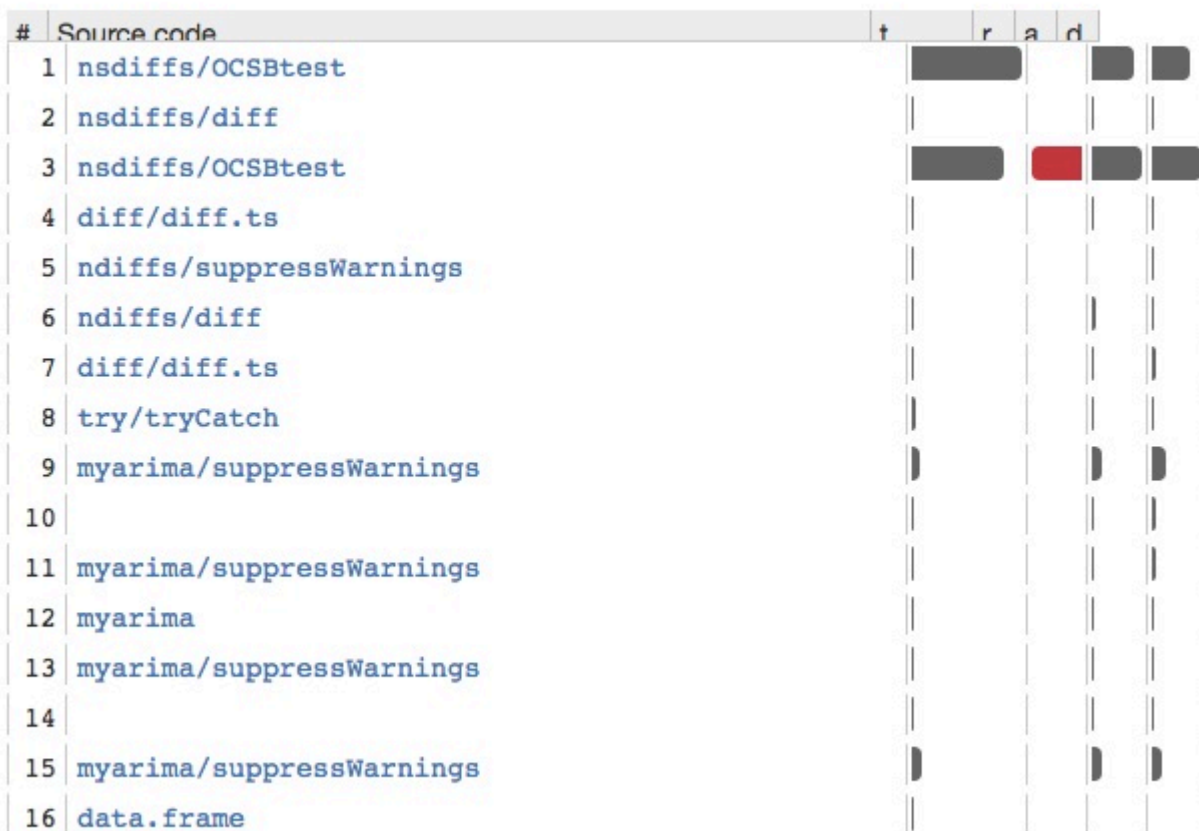 # Source code t r a d
1 nsdiffs/OCSBtest
2 nsdiffs/diff
3 nsdiffs/OCSBtest
4 diff/diff.ts
5 ndiffs/suppressWarnings
6 ndiffs/diff
7 diff/diff.ts
8 try/tryCatch
9 myarima/suppressWarnings
10
11 myarima/suppressWarnings
12 myarima
13 myarima/suppressWarnings
14
15 myarima/suppressWarnings
16 data.frame